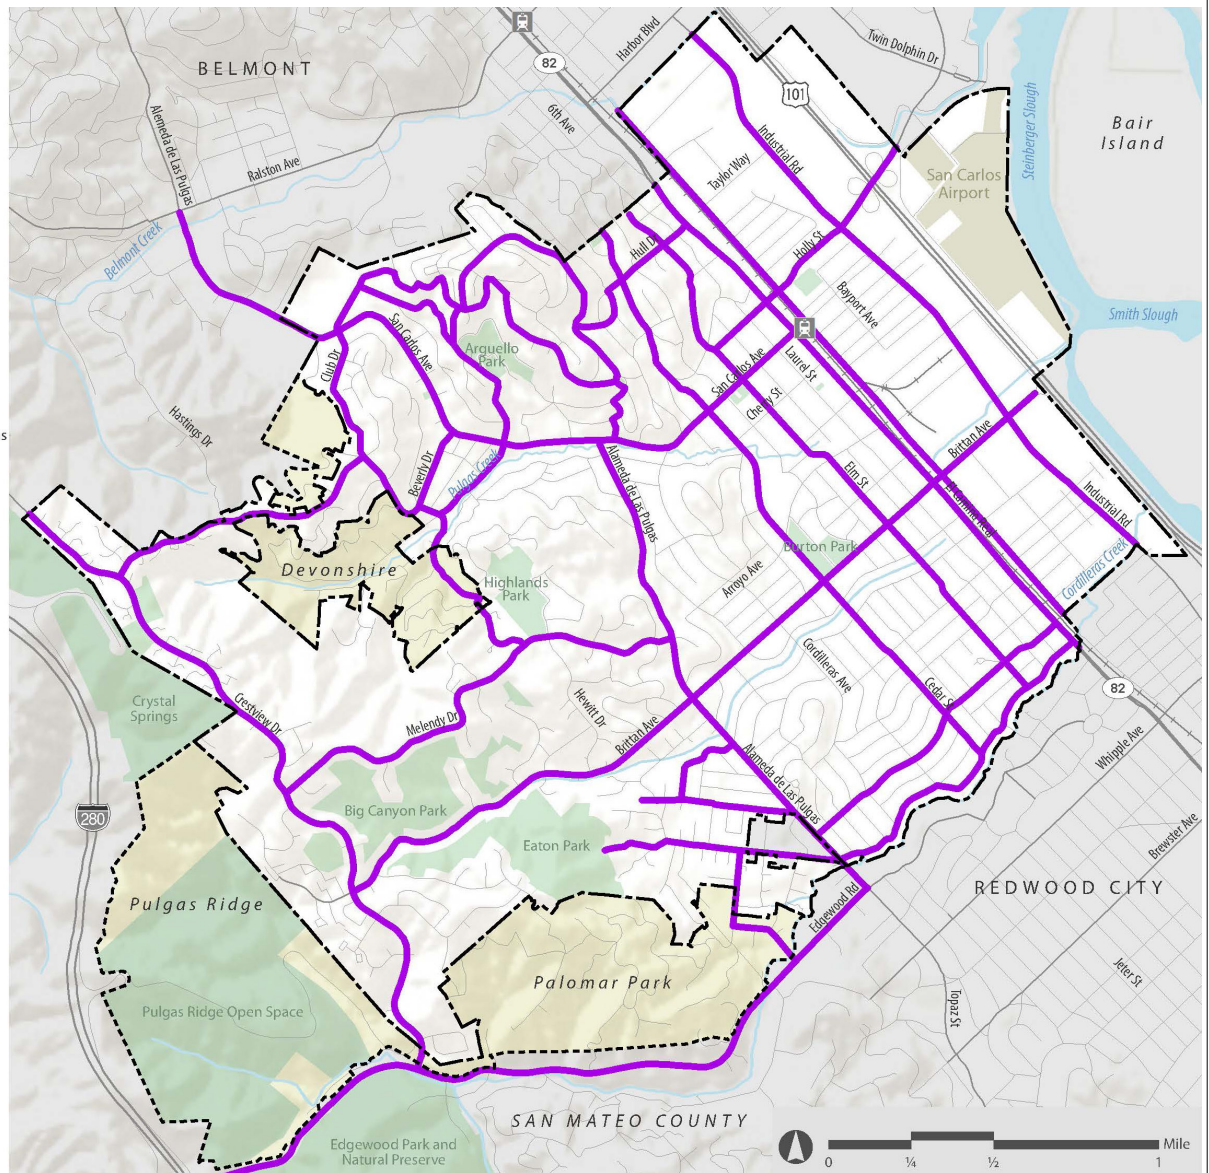 BELMONT
82
Harbor Blvd
Twin Dolphin Dr
101
6th Ave
Steinberger Slough
Bair
Island
Alemeda de Las Pulgas
Ralston Ave
Industrial Rd
Taylor Way
San Carlos
Airport
Belmont Creek
Hull Dr
Holly St
Bayport Ave
Smith Slough
San Carlos Ave
Arguello
Park
Club Dr
Laurel St
San Carlos Ave
Cherry St
Hastings Dr
s
Beverly Dr
Pulgas Creek
Alameda de Las Pulgas
Elm St
Brittan Ave
El Camino Real
Industrial Rd
Devonshire
Highlands
Park
Burton Park
Arroyo Ave
Cordilleras Creek
Crystal
Springs
Crestview Dr
Melendy Dr
Hewitt Dr
Brittan Ave
Cordilleras Ave
Cedar St
82
Whipple Ave
Alameda de Las Pulgas
280
Big Canyon Park
Eaton Park
Brewster Ave
Pulgas Ridge
Edgewood Rd
REDWOOD CITY
Palomar Park
Jeter St
Topaz St
Pulgas Ridge Open Space
SAN MATEO COUNTY
Edgewood Park and
Natural Preserve
Mile
0 ¼ ½ 1